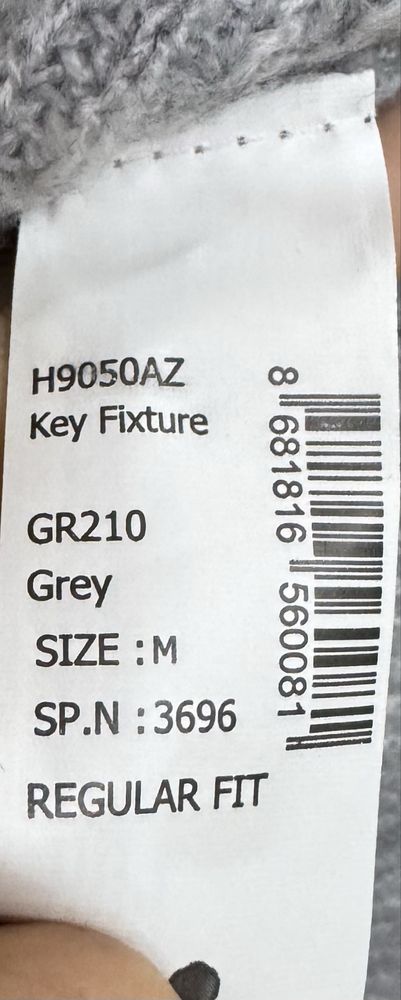 H9050AZ
Key Fixture
GR210
Grey
SIZE : M
SP.N : 3696
REGULAR FIT
8 681816 560081